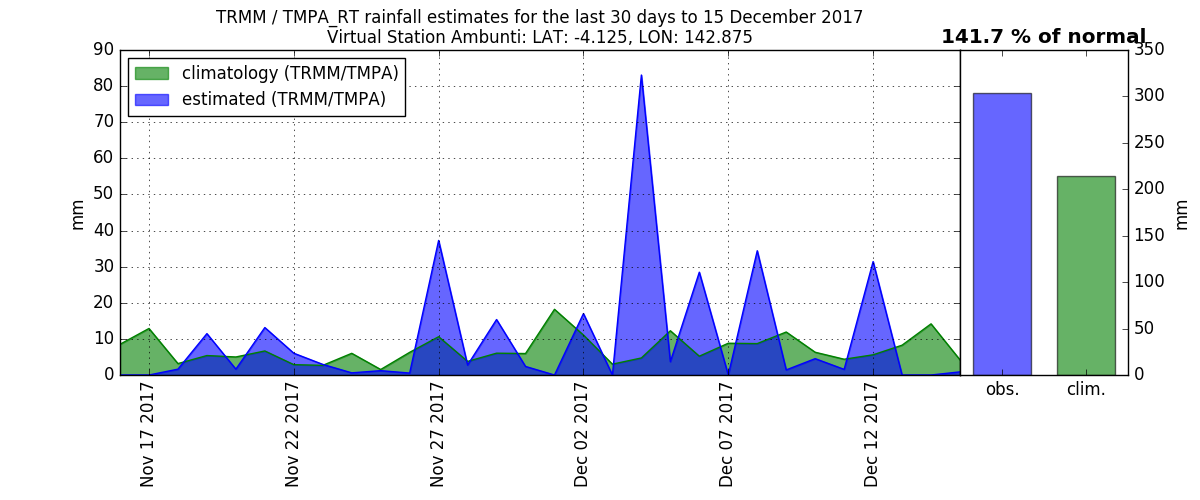 TRMM / TMPA_RT rainfall estimates for the last 30 days to 15 December 2017
Virtual Station Ambunti: LAT: -4.125, LON: 142.875
141.7 % of normal
climatology (TRMM/TMPA)
estimated (TRMM/TMPA)
90
80
70
60
50
40
30
20
10
0
mm
Nov 17 2017
Nov 22 2017
Nov 27 2017
Dec 02 2017
Dec 07 2017
Dec 12 2017
obs.
clim.
350
300
250
200
150
100
50
0
mm